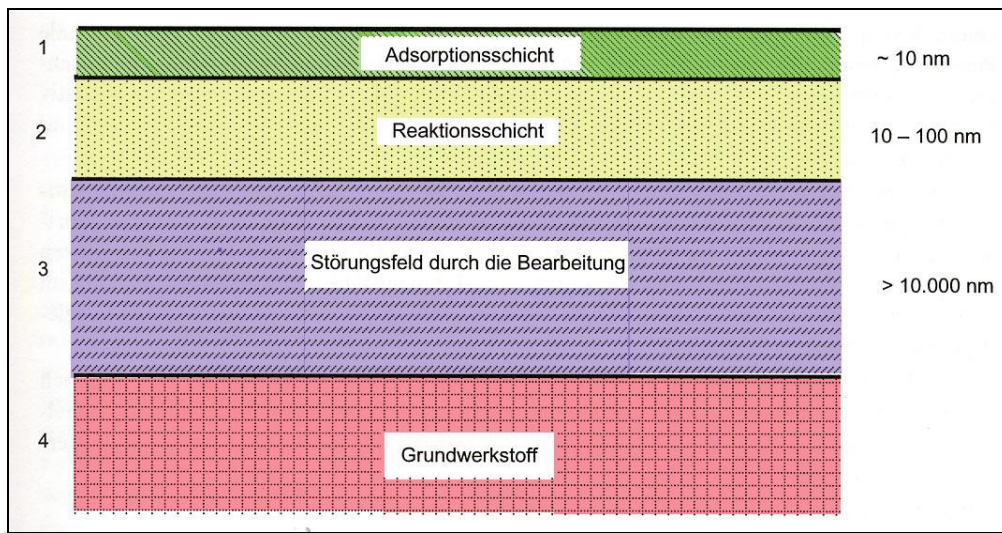 1 Adsorptionsschicht ~ 10 nm
2 Reaktionsschicht 10 – 100 nm
3 Störungsfeld durch die Bearbeitung > 10.000 nm
4 Grundwerkstoff